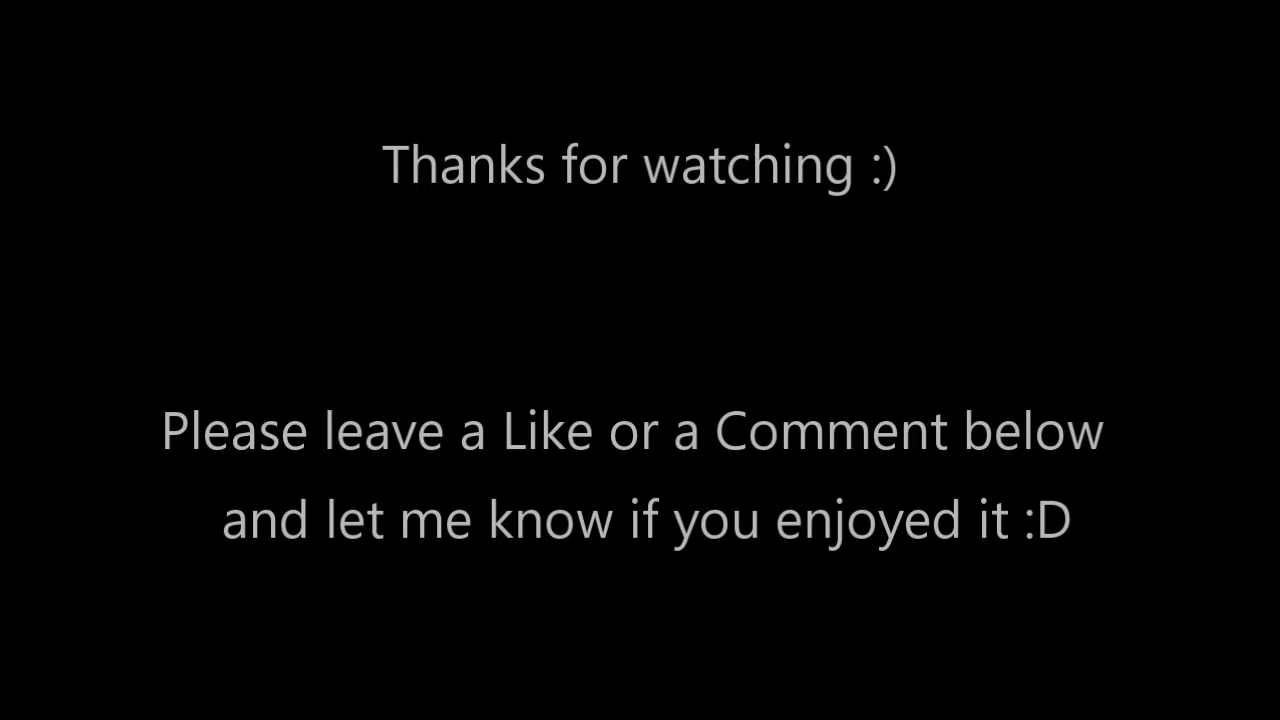 Thanks for watching :)
Please leave a Like or a Comment below
and let me know if you enjoyed it :D